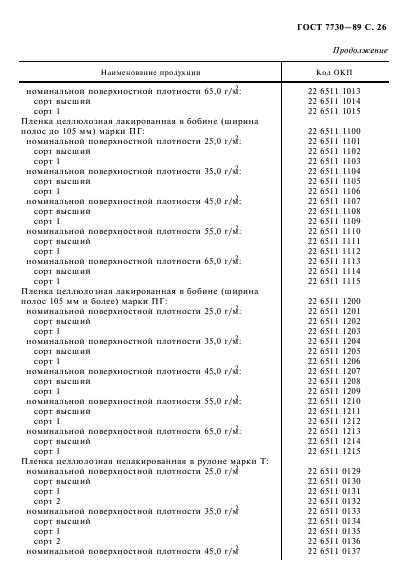 ГОСТ 7730—89 С. 26
Продолжение
Наименование продукции Код ОКП
номинальной поверхностной плотности 65,0 г/м²: 22 6511 1013
сорт высший 22 6511 1014
сорт 1 22 6511 1015
Пленка целлюлозная лакированная в бобине (ширина
полос до 105 мм) марки ПГ: 22 6511 1100
номинальной поверхностной плотности 25,0 г/м²: 22 6511 1101
сорт высший 22 6511 1102
сорт 1 22 6511 1103
номинальной поверхностной плотности 35,0 г/м²: 22 6511 1104
сорт высший 22 6511 1105
сорт 1 22 6511 1106
номинальной поверхностной плотности 45,0 г/м²: 22 6511 1107
сорт высший 22 6511 1108
сорт 1 22 6511 1109
номинальной поверхностной плотности 55,0 г/м²: 22 6511 1110
сорт высший 22 6511 1111
сорт 1 22 6511 1112
номинальной поверхностной плотности 65,0 г/м²: 22 6511 1113
сорт высший 22 6511 1114
сорт 1 22 6511 1115
Пленка целлюлозная лакированная в бобине (ширина
полос 105 мм и более) марки ПГ: 22 6511 1200
номинальной поверхностной плотности 25,0 г/м²: 22 6511 1201
сорт высший 22 6511 1202
сорт 1 22 6511 1203
номинальной поверхностной плотности 35,0 г/м²: 22 6511 1204
сорт высший 22 6511 1205
сорт 1 22 6511 1206
номинальной поверхностной плотности 45,0 г/м²: 22 6511 1207
сорт высший 22 6511 1208
сорт 1 22 6511 1209
номинальной поверхностной плотности 55,0 г/м²: 22 6511 1210
сорт высший 22 6511 1211
сорт 1 22 6511 1212
номинальной поверхностной плотности 65,0 г/м²: 22 6511 1213
сорт высший 22 6511 1214
сорт 1 22 6511 1215
Пленка целлюлозная нелакированная в рулоне марки Т:
номинальной поверхностной плотности 25,0 г/м² 22 6511 0129
сорт высший 22 6511 0130
сорт 1 22 6511 0131
сорт 2 22 6511 0132
номинальной поверхностной плотности 35,0 г/м² 22 6511 0133
сорт высший 22 6511 0134
сорт 1 22 6511 0135
сорт 2 22 6511 0136
номинальной поверхностной плотности 45,0 г/м² 22 6511 0137